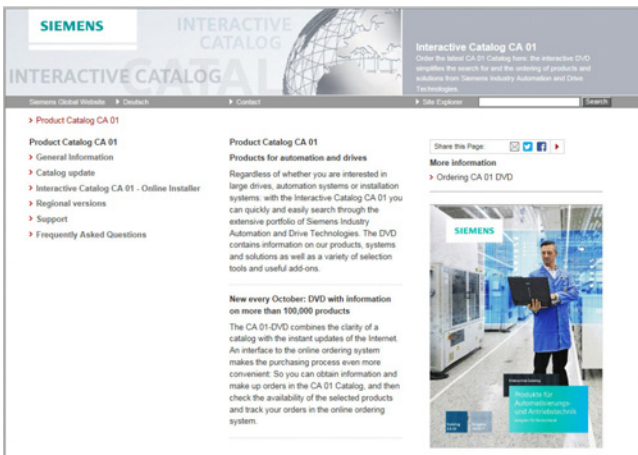 SIEMENS
INTERACTIVE
CATALOG
INTERACTIVE CATALOG
CATAL
Interactive Catalog CA 01
Order the latest CA 01 Catalog here: the interactive DVD
simplifies the search for end the ordering of products and
solutions from Siemens Industry Automation and Drive
Technologies.
Siemens Global Website Deutsch Contact Site Explorer Search
Product Catalog CA 01
Product Catalog CA 01
General Information
Catalog update
Interactive Catalog CA 01 - Online Installer
Regional versions
Support
Frequently Asked Questions
Product Catalog CA 01
Products for automation and drives
Regardless of whether you are interested in
large drives, automation systems or installation
systems: with the Interactive Catalog CA 01 you
can quickly and easily search through the
extensive portfolio of Siemens Industry
Automation and Drive Technologies. The DVD
contains information on our products, systems
and solutions as well as a variety of selection
tools and useful add-ons.
New every October: DVD with information
on more than 100,000 products
The CA 01-DVD combines the clarity of a
catalog with the instant updates of the Internet.
An interface to the online ordering system
makes the purchasing process even more
convenient: So you can obtain information and
make up orders in the CA 01 Catalog, and then
check the availability of the selected products
and track your orders in the online ordering
system.
Share this Page:
More information
Ordering CA 01 DVD
SIEMENS
Interactive Catalog
Produkte für
Automatisierungs-
und Antriebstechnik